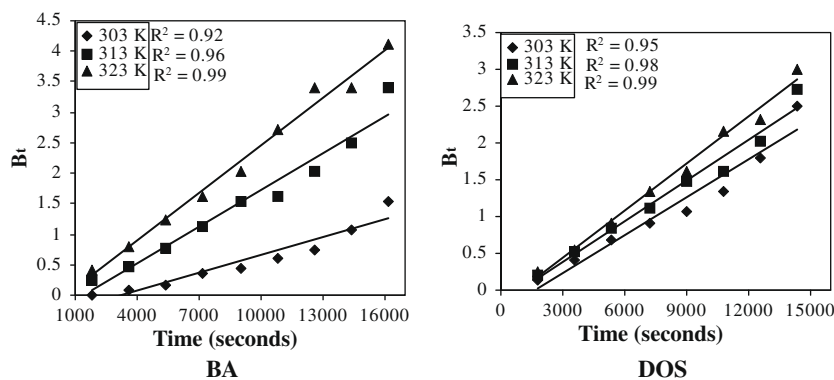 4.5
4
3.5
3
2.5
2
1.5
1
0.5
0
Bt
303 K R² = 0.92
313 K R² = 0.96
323 K R² = 0.99
1000 4000 7000 10000 13000 16000
Time (seconds)
BA
3.5
3
2.5
2
1.5
1
0.5
0
Bt
303 K R² = 0.95
313 K R² = 0.98
323 K R² = 0.99
0 3000 6000 9000 12000 15000
Time (seconds)
DOS